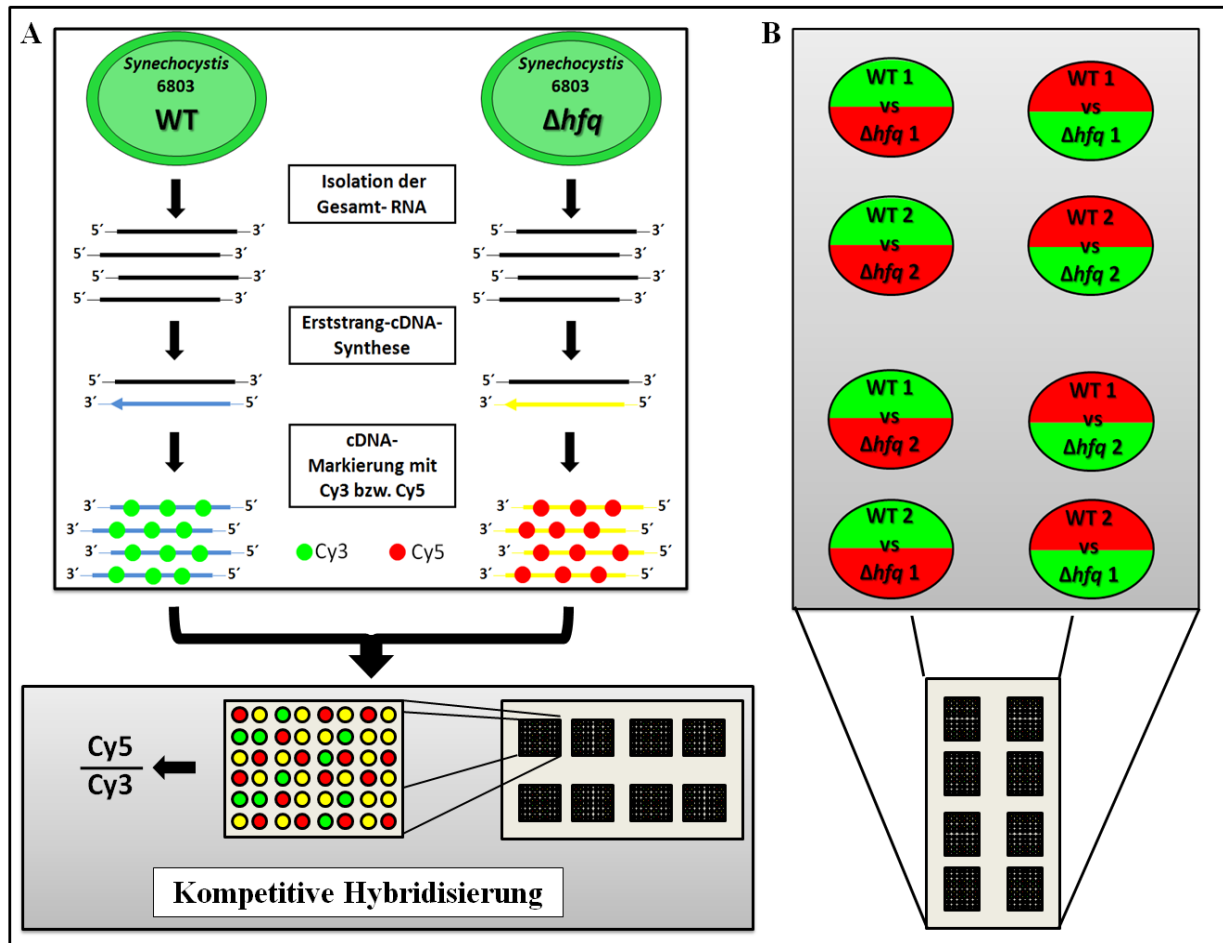 A
Synechocystis
6803
WT
Synechocystis
6803
Δhfq
Isolation der
Gesamt- RNA
5´ 3´ 5´ 3´
5´ 3´ 5´ 3´
5´ 3´ 5´ 3´
5´ 3´ 5´ 3´
Erststrang-cDNA-
Synthese
5´ 3´ 5´ 3´
3´ 5´ 3´ 5´
cDNA-
Markierung mit
Cy3 bzw. Cy5
3´ 5´ 3´ 5´
3´ 5´ 3´ 5´
3´ 5´ 3´ 5´
3´ 5´ 3´ 5´
Cy3 Cy5
Cy5
Cy3
Kompetitive Hybridisierung
B
WT 1
vs
Δhfq 1
WT 1
vs
Δhfq 1
WT 2
vs
Δhfq 2
WT 2
vs
Δhfq 2
WT 1
vs
Δhfq 2
WT 1
vs
Δhfq 2
WT 2
vs
Δhfq 1
WT 2
vs
Δhfq 1